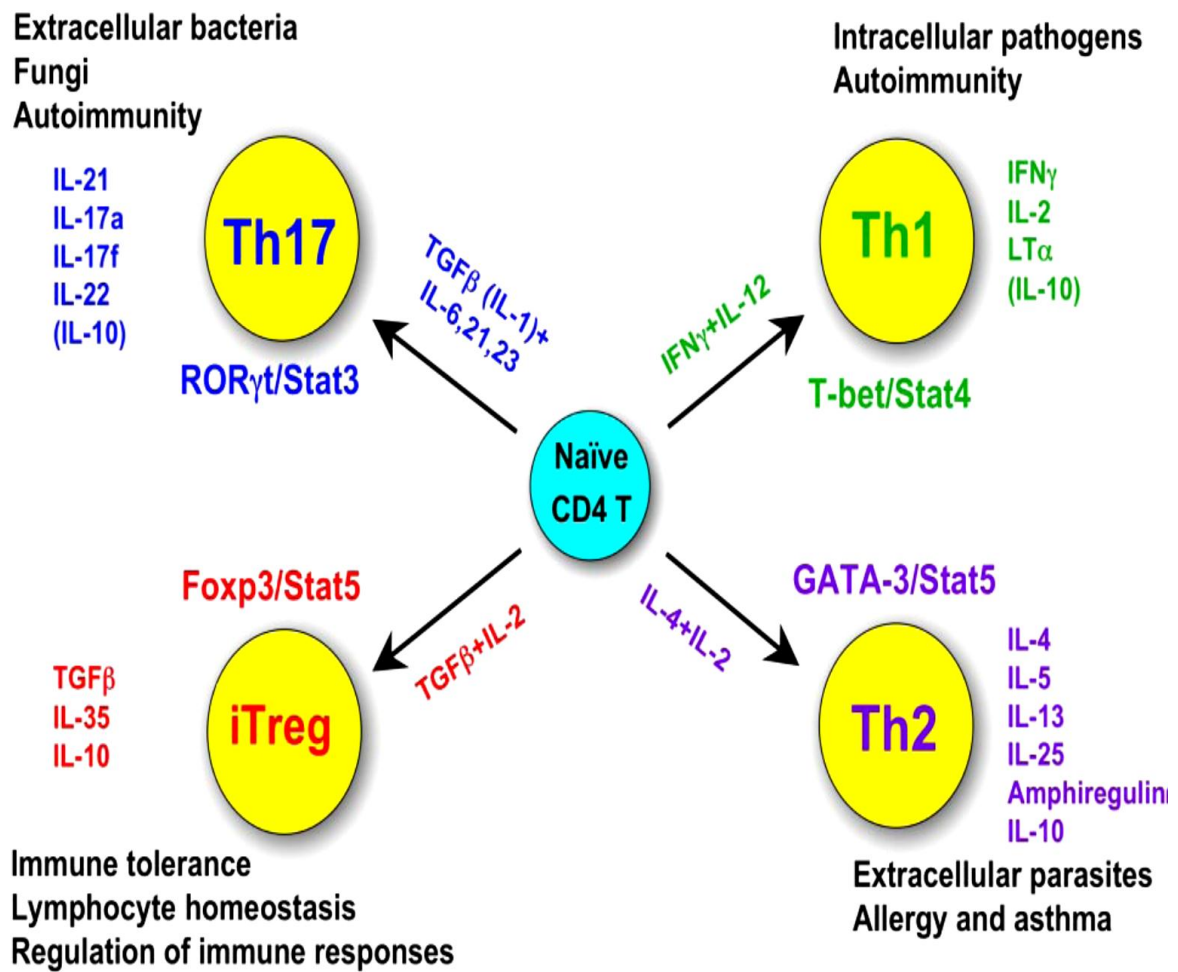 Extracellular bacteria
Fungi
Autoimmunity
IL-21
IL-17a
IL-17f
IL-22
(IL-10)
Th17
RORγt/Stat3
TGFβ (IL-1)+
IL-6,21,23
Intracellular pathogens
Autoimmunity
Th1
IFNγ
IL-2
LTα
(IL-10)
T-bet/Stat4
IFNγ+IL-12
Naïve
CD4 T
Foxp3/Stat5
TGFβ+IL-2
iTreg
TGFβ
IL-35
IL-10
Immune tolerance
Lymphocyte homeostasis
Regulation of immune responses
GATA-3/Stat5
IL-4+IL-2
Th2
IL-4
IL-5
IL-13
IL-25
Amphiregulin
IL-10
Extracellular parasites
Allergy and asthma